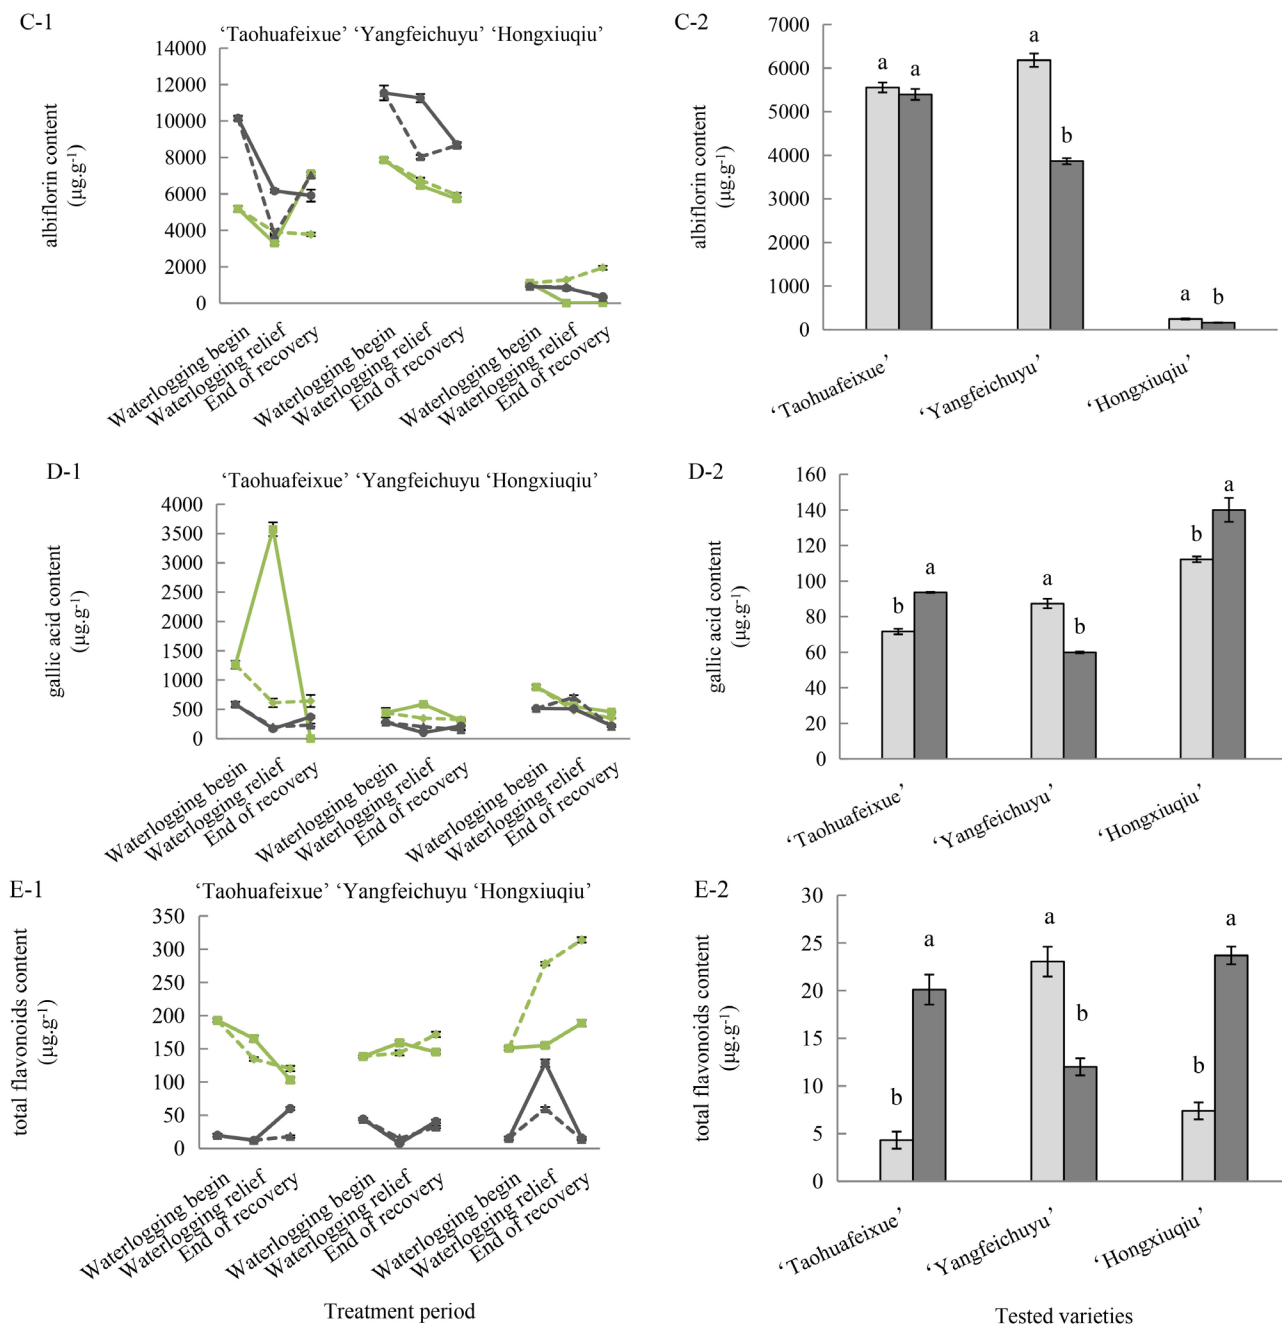 C-1
‘Taohuafeixue’ ‘Yangfeichuyu’ ‘Hongxiuqiu’
albiflorin content
(µg.g-1)
14000
12000
10000
8000
6000
4000
2000
0
Waterlogging begin
Waterlogging relief
End of recovery
Waterlogging begin
Waterlogging relief
End of recovery
Waterlogging begin
Waterlogging relief
End of recovery
C-2
albiflorin content
(µg.g-1)
7000
6000
5000
4000
3000
2000
1000
0
a
a
a
b
a
b
‘Taohuafeixue’
‘Yangfeichuyu’
‘Hongxiuqiu’
D-1
‘Taohuafeixue’ ‘Yangfeichuyu ‘Hongxiuqiu’
gallic acid content
(µg.g-1)
4000
3500
3000
2500
2000
1500
1000
500
0
Waterlogging begin
Waterlogging relief
End of recovery
Waterlogging begin
Waterlogging relief
End of recovery
Waterlogging begin
Waterlogging relief
End of recovery
D-2
gallic acid content
(µg.g-1)
160
140
120
100
80
60
40
20
0
b
a
a
b
b
a
‘Taohuafeixue’
‘Yangfeichuyu’
‘Hongxiuqiu’
E-1
‘Taohuafeixue’ ‘Yangfeichuyu ‘Hongxiuqiu’
total flavonoids content
(µg.g-1)
350
300
250
200
150
100
50
0
Waterlogging begin
Waterlogging relief
End of recovery
Waterlogging begin
Waterlogging relief
End of recovery
Waterlogging begin
Waterlogging relief
End of recovery
Treatment period
E-2
total flavonoids content
(µg.g-1)
30
25
20
15
10
5
0
b
a
a
b
b
a
‘Taohuafeixue’
‘Yangfeichuyu’
‘Hongxiuqiu’
Tested varieties